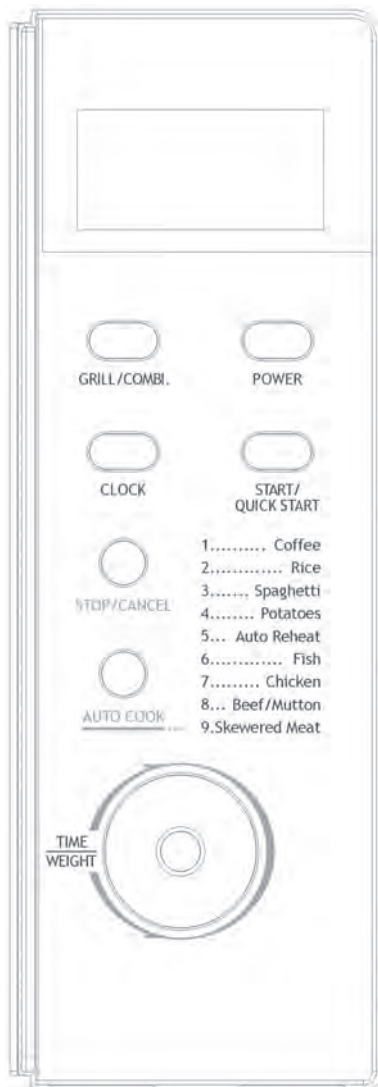 GRILL/COMBI.
POWER
CLOCK
START/
QUICK START
STOP/CANCEL
AUTO COOK
1.......... Coffee
2............. Rice
3....... Spaghetti
4........ Potatoes
5... Auto Reheat
6............. Fish
7......... Chicken
8... Beef/Mutton
9.Skewered Meat
TIME
WEIGHT